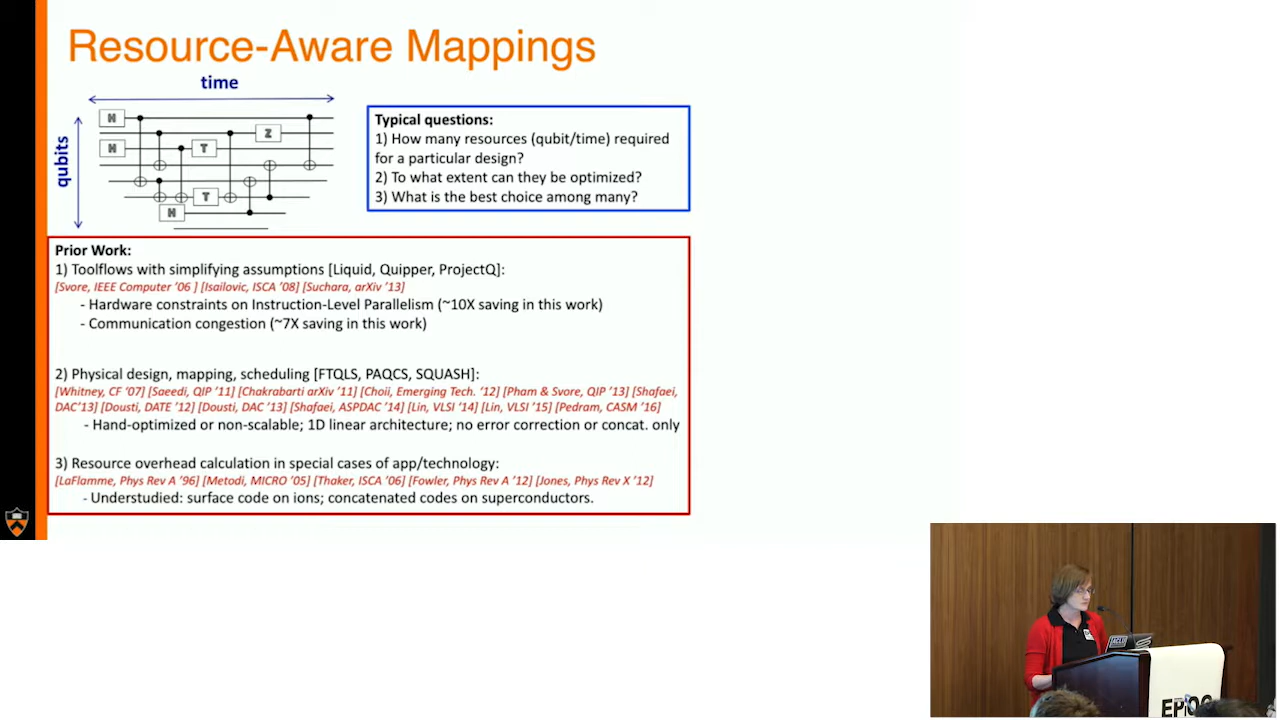 Resource-Aware Mappings
time
qubits
H
H
T
Z
T
H
Typical questions:
1) How many resources (qubit/time) required
for a particular design?
2) To what extent can they be optimized?
3) What is the best choice among many?
Prior Work:
1) Toolflows with simplifying assumptions [Liquid, Quipper, ProjectQ]:
[Svore, IEEE Computer '06 ] [Isailovic, ISCA '08] [Suchara, arXiv '13]
- Hardware constraints on Instruction-Level Parallelism (~10X saving in this work)
- Communication congestion (~7X saving in this work)
2) Physical design, mapping, scheduling [FTQLS, PAQCS, SQUASH]:
[Whitney, CF '07] [Saeedi, QIP '11] [Chakrabarti arXiv '11] [Choii, Emerging Tech. '12] [Pham & Svore, QIP '13] [Shafaei,
DAC'13] [Dousti, DATE '12] [Dousti, DAC '13] [Shafaei, ASPDAC '14] [Lin, VLSI '14] [Lin, VLSI '15] [Pedram, CASM '16]
- Hand-optimized or non-scalable; 1D linear architecture; no error correction or concat. only
3) Resource overhead calculation in special cases of app/technology:
[LaFlamme, Phys Rev A '96] [Metodi, MICRO '05] [Thaker, ISCA '06] [Fowler, Phys Rev A '12] [Jones, Phys Rev X '12]
- Understudied: surface code on ions; concatenated codes on superconductors.